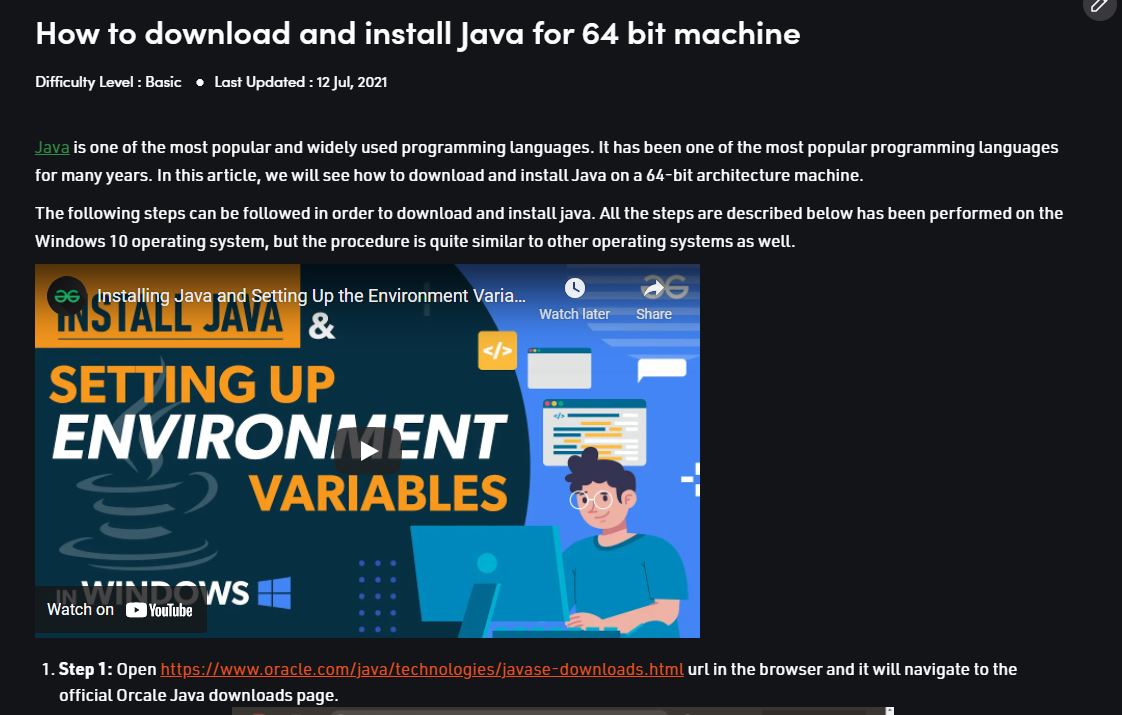 How to download and install Java for 64 bit machine
Difficulty Level : Basic ● Last Updated : 12 Jul, 2021
Java is one of the most popular and widely used programming languages. It has been one of the most popular programming languages
for many years. In this article, we will see how to download and install Java on a 64-bit architecture machine.
The following steps can be followed in order to download and install java. All the steps are described below has been performed on the
Windows 10 operating system, but the procedure is quite similar to other operating systems as well.
Installing Java and Setting Up the Environment Varia...
Watch later
Share
INSTALL JAVA
&
</>
SETTING UP
ENVIRONMENT
VARIABLES
IN WINDOWS
Watch on YouTube
1. Step 1: Open https://www.oracle.com/java/technologies/javase-downloads.html url in the browser and it will navigate to the
official Orcale Java downloads page.